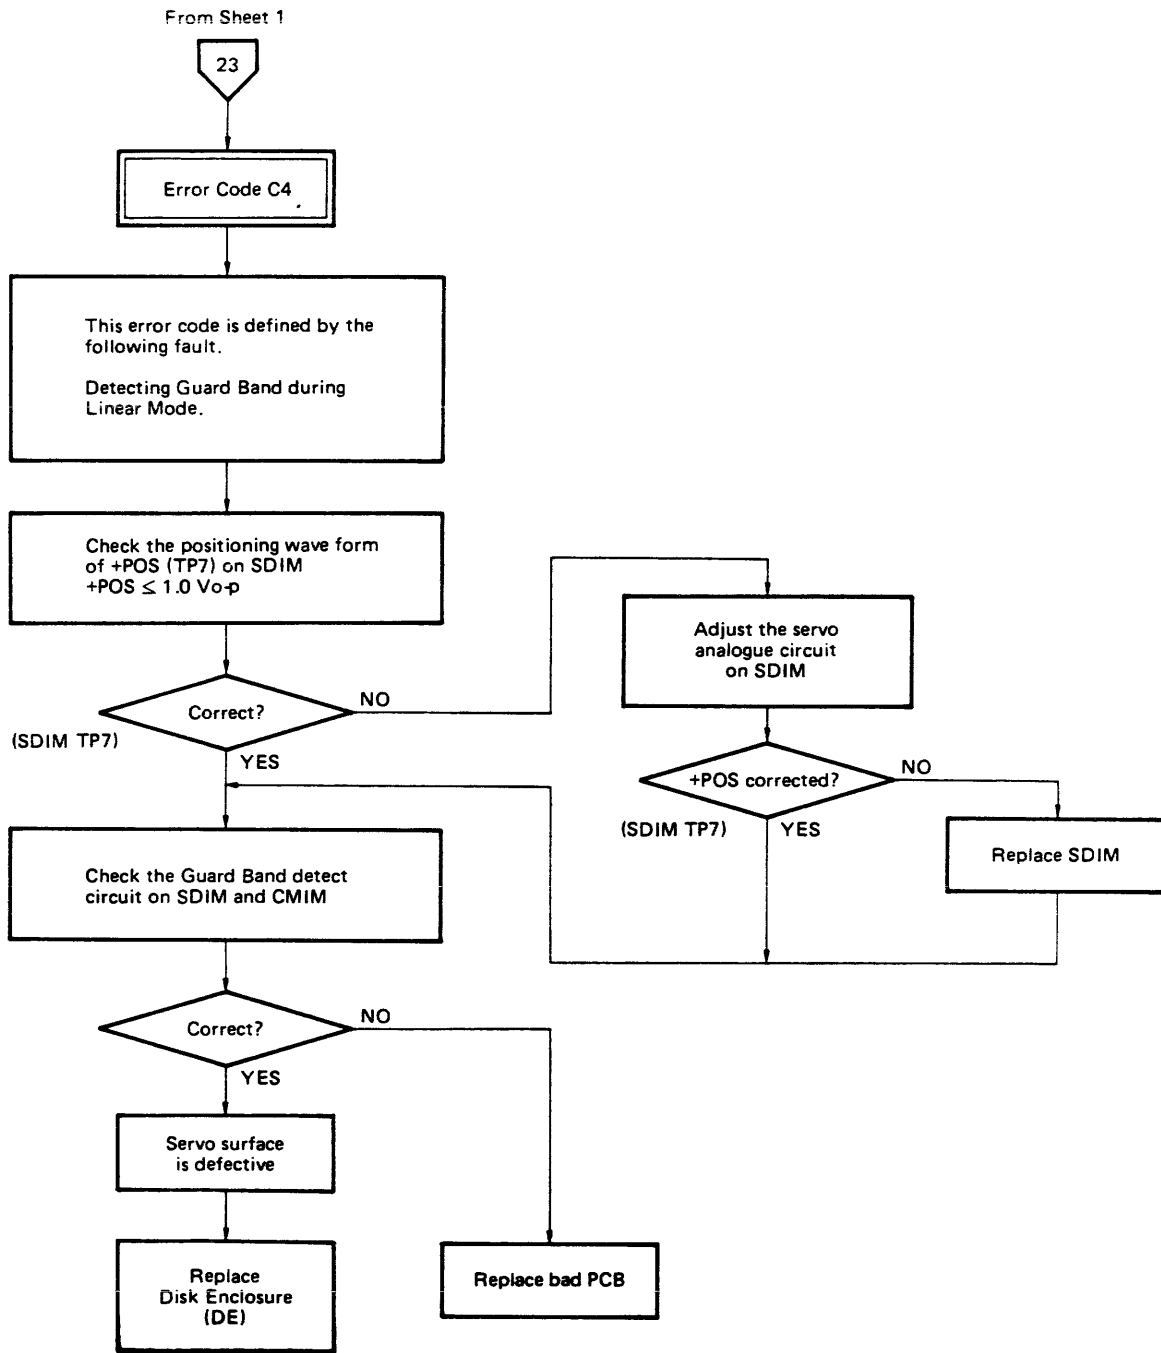 From Sheet 1
23
Error Code C4
This error code is defined by the
following fault.
Detecting Guard Band during
Linear Mode.
Check the positioning wave form
of +POS (TP7) on SDIM
+POS ≤ 1.0 Vo-p
Correct?
NO
(SDIM TP7)
YES
Adjust the servo
analogue circuit
on SDIM
+POS corrected?
NO
(SDIM TP7)
YES
Replace SDIM
Check the Guard Band detect
circuit on SDIM and CMIM
Correct?
NO
YES
Servo surface
is defective
Replace
Disk Enclosure
(DE)
Replace bad PCB